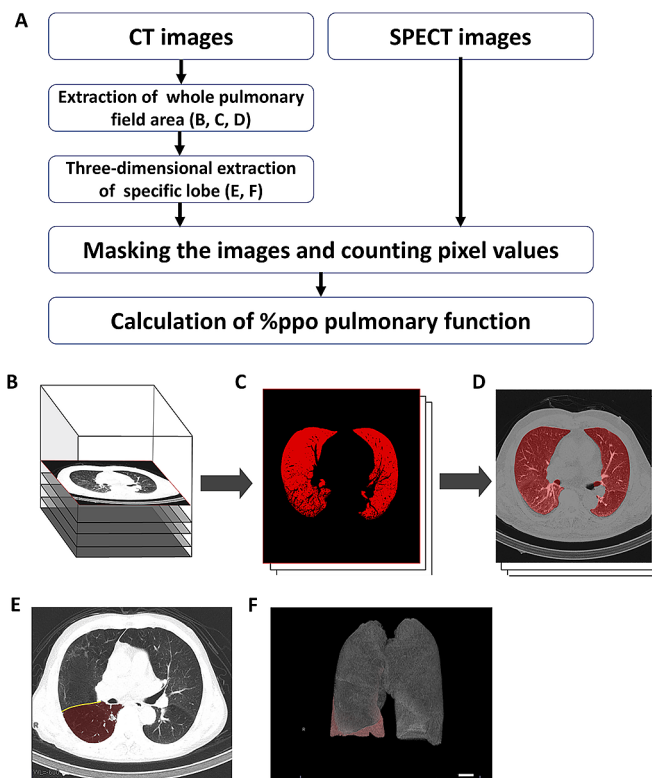 A
CT images
SPECT images
Extraction of whole pulmonary
field area (B, C, D)
Three-dimensional extraction
of specific lobe (E, F)
Masking the images and counting pixel values
Calculation of %ppo pulmonary function
B
C
D
E
F
R